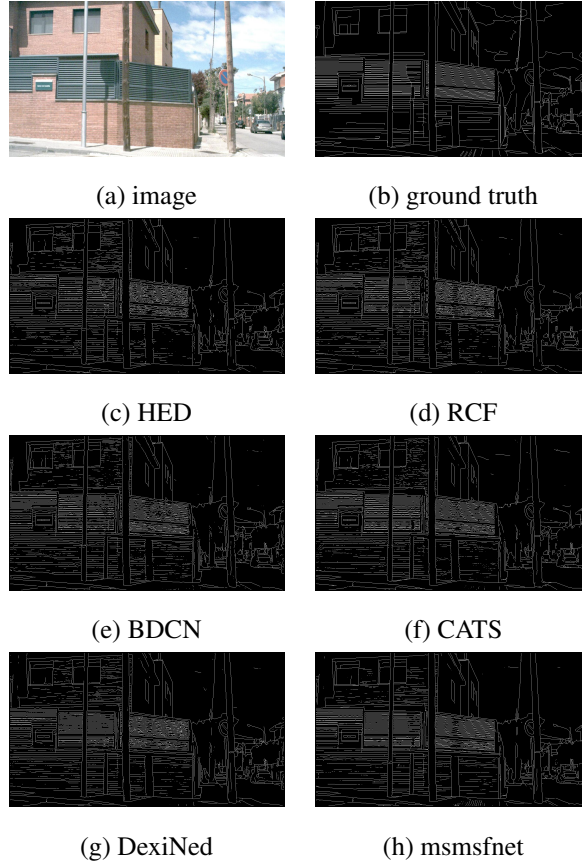 (a) image
(b) ground truth
(c) HED
(d) RCF
(e) BDCN
(f) CATS
(g) DexiNed
(h) msmsfnet